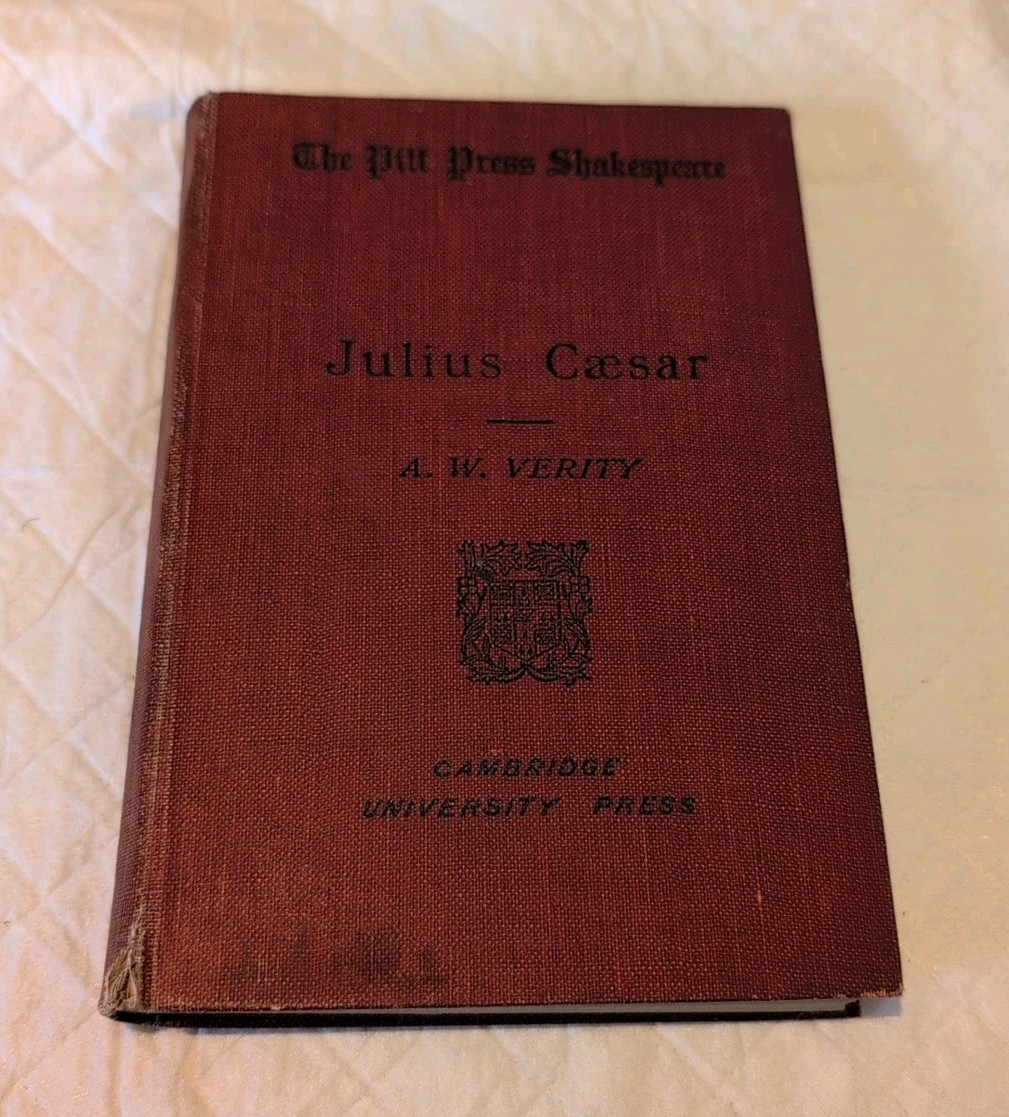 The Pitt Press Shakespeare
Julius Cæsar
A. W. VERITY
CAMBRIDGE
UNIVERSITY PRESS